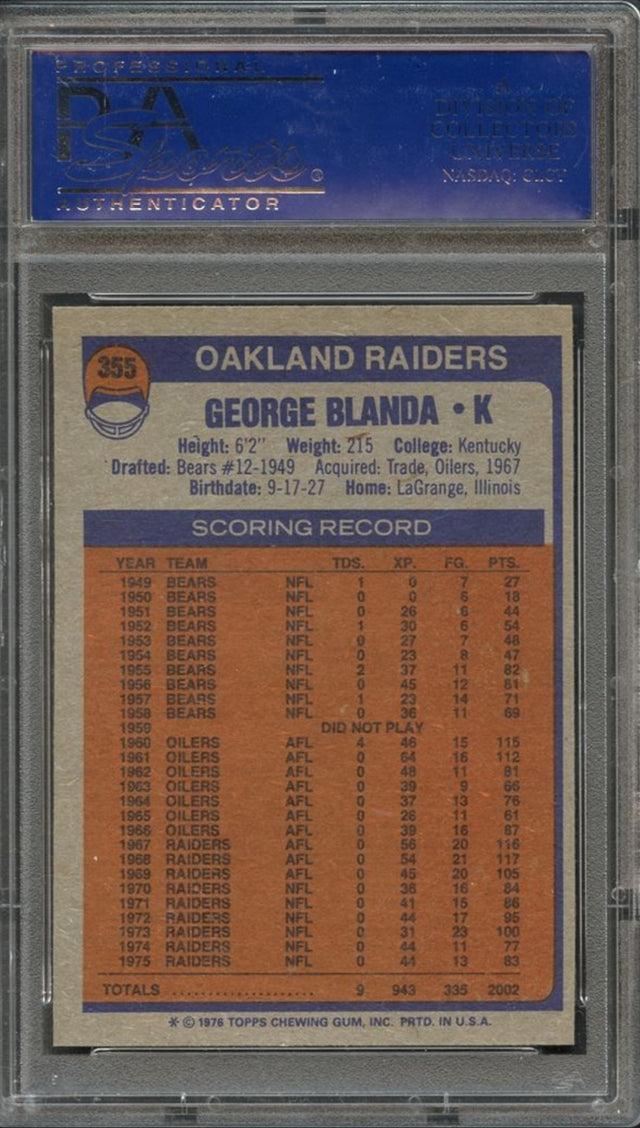 PROFESSIONAL
PSA
Sports ®
AUTHENTICATOR
A
DIVISION OF
COLLECTORS
UNIVERSE
NASDAQ: CLCT
355
OAKLAND RAIDERS
GEORGE BLANDA • K
Height: 6'2" Weight: 215 College: Kentucky
Drafted: Bears #12-1949 Acquired: Trade, Oilers, 1967
Birthdate: 9-17-27 Home: LaGrange, Illinois
SCORING RECORD
YEAR TEAM TDS. XP. FG. PTS.
1949 BEARS NFL 1 0 7 27
1950 BEARS NFL 0 0 6 18
1951 BEARS NFL 0 26 6 44
1952 BEARS NFL 1 30 6 54
1953 BEARS NFL 0 27 7 48
1954 BEARS NFL 0 23 8 47
1955 BEARS NFL 2 37 11 82
1956 BEARS NFL 0 45 12 81
1957 BEARS NFL 1 23 14 71
1958 BEARS NFL 0 36 11 69
1959 DID NOT PLAY
1960 OILERS AFL 4 46 15 115
1961 OILERS AFL 0 64 16 112
1962 OILERS AFL 0 48 11 81
1963 OILERS AFL 0 39 9 66
1964 OILERS AFL 0 37 13 76
1965 OILERS AFL 0 28 11 61
1966 OILERS AFL 0 39 16 87
1967 RAIDERS AFL 0 56 20 116
1968 RAIDERS AFL 0 54 21 117
1969 RAIDERS AFL 0 45 20 105
1970 RAIDERS NFL 0 36 16 84
1971 RAIDERS NFL 0 41 15 86
1972 RAIDERS NFL 0 44 17 95
1973 RAIDERS NFL 0 31 23 100
1974 RAIDERS NFL 0 44 11 77
1975 RAIDERS NFL 0 44 13 83
TOTALS ........................ 9 943 335 2002
* © 1976 TOPPS CHEWING GUM, INC. PRTD. IN U.S.A.